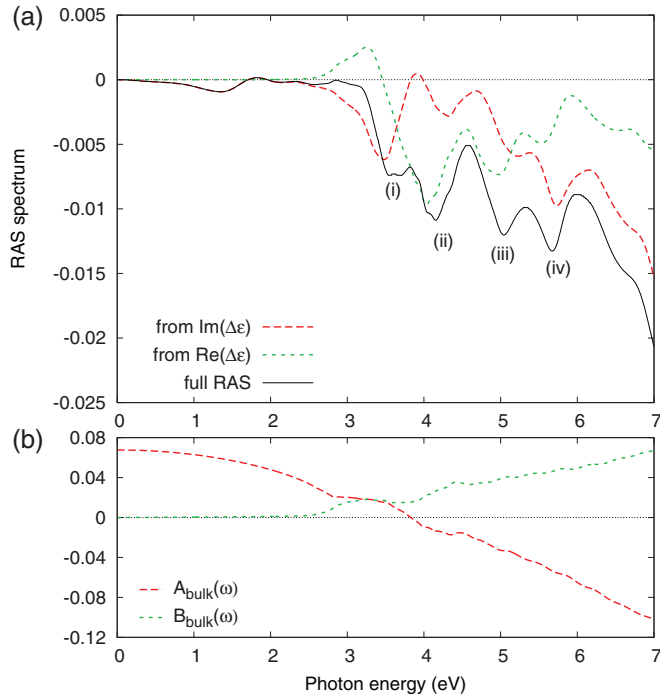 (a)
0.005
0
-0.005
-0.01
-0.015
-0.02
-0.025
RAS spectrum
(i)
(ii)
(iii)
(iv)
from Im(Δε)
from Re(Δε)
full RAS
0 1 2 3 4 5 6 7
(b)
0.08
0.04
0
-0.04
-0.08
-0.12
A bulk(ω)
B bulk(ω)
0 1 2 3 4 5 6 7
Photon energy (eV)